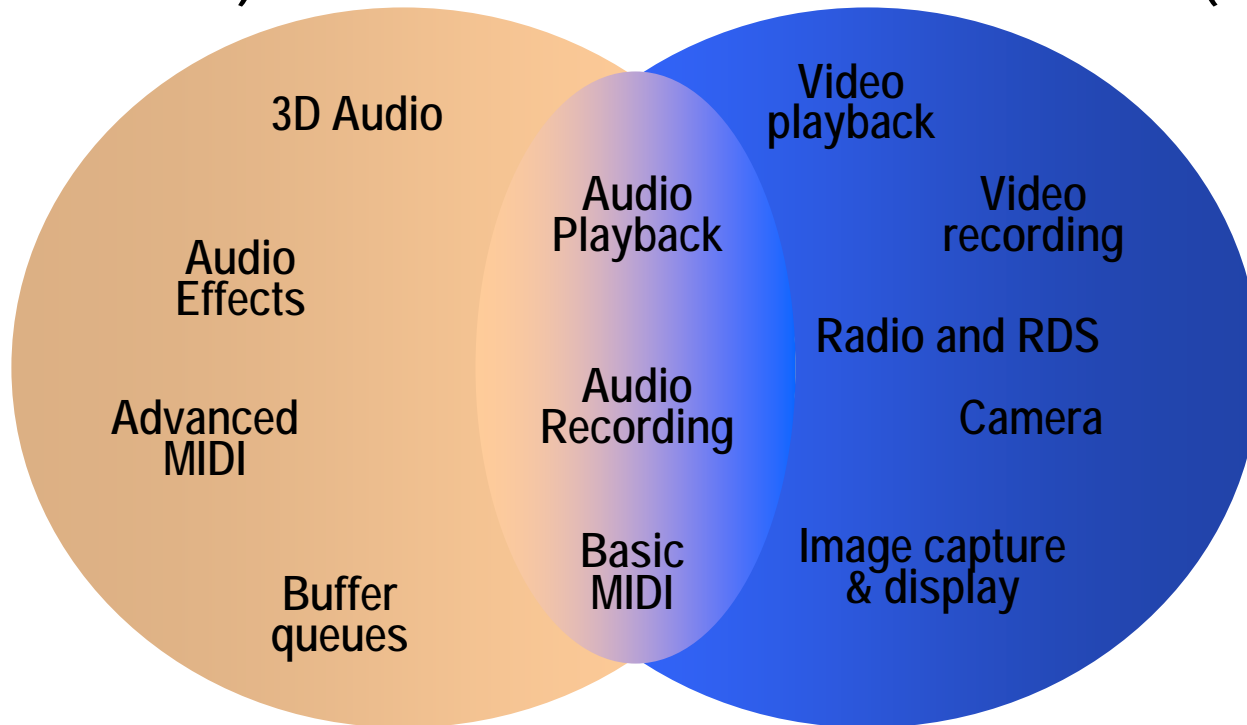 3D Audio
Audio
Effects
Advanced
MIDI
Buffer
queues
Audio
Playback
Audio
Recording
Basic
MIDI
Video
playback
Video
recording
Radio and RDS
Camera
Image capture
& display